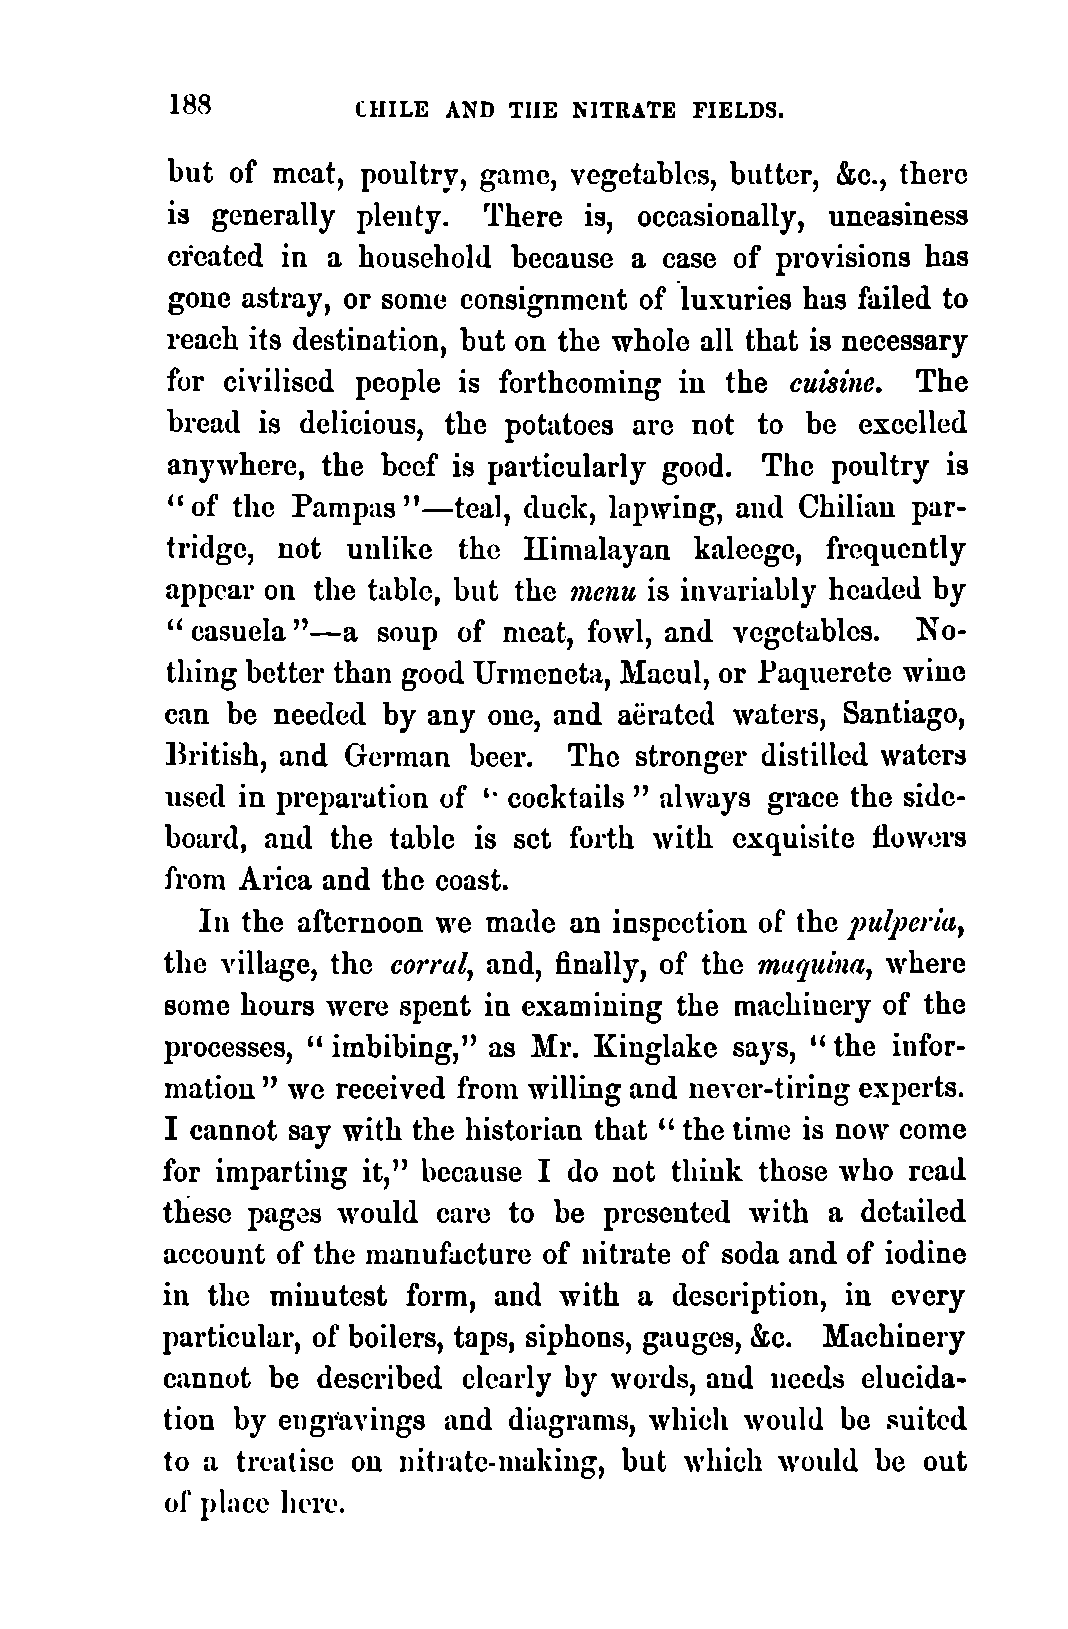 188 CHILE AND THE NITRATE FIELDS.
but of meat, poultry, game, vegetables, butter, &c., there
is generally plenty. There is, occasionally, uneasiness
created in a household because a case of provisions has
gone astray, or some consignment of luxuries has failed to
reach its destination, but on the whole all that is necessary
for civilised people is forthcoming in the cuisine. The
bread is delicious, the potatoes are not to be excelled
anywhere, the beef is particularly good. The poultry is
“of the Pampas”—teal, duck, lapwing, and Chilian par-
tridge, not unlike the Himalayan kaleege, frequently
appear on the table, but the menu is invariably headed by
“casuela”—a soup of meat, fowl, and vegetables. No-
thing better than good Urmeneta, Macul, or Paquerete wine
can be needed by any one, and aërated waters, Santiago,
British, and German beer. The stronger distilled waters
used in preparation of “cocktails” always grace the side-
board, and the table is set forth with exquisite flowers
from Arica and the coast.
In the afternoon we made an inspection of the pulperia,
the village, the corral, and, finally, of the maquina, where
some hours were spent in examining the machinery of the
processes, “imbibing,” as Mr. Kinglake says, “the infor-
mation” we received from willing and never-tiring experts.
I cannot say with the historian that “the time is now come
for imparting it,” because I do not think those who read
these pages would care to be presented with a detailed
account of the manufacture of nitrate of soda and of iodine
in the minutest form, and with a description, in every
particular, of boilers, taps, siphons, gauges, &c. Machinery
cannot be described clearly by words, and needs elucida-
tion by engravings and diagrams, which would be suited
to a treatise on nitrate-making, but which would be out
of place here.